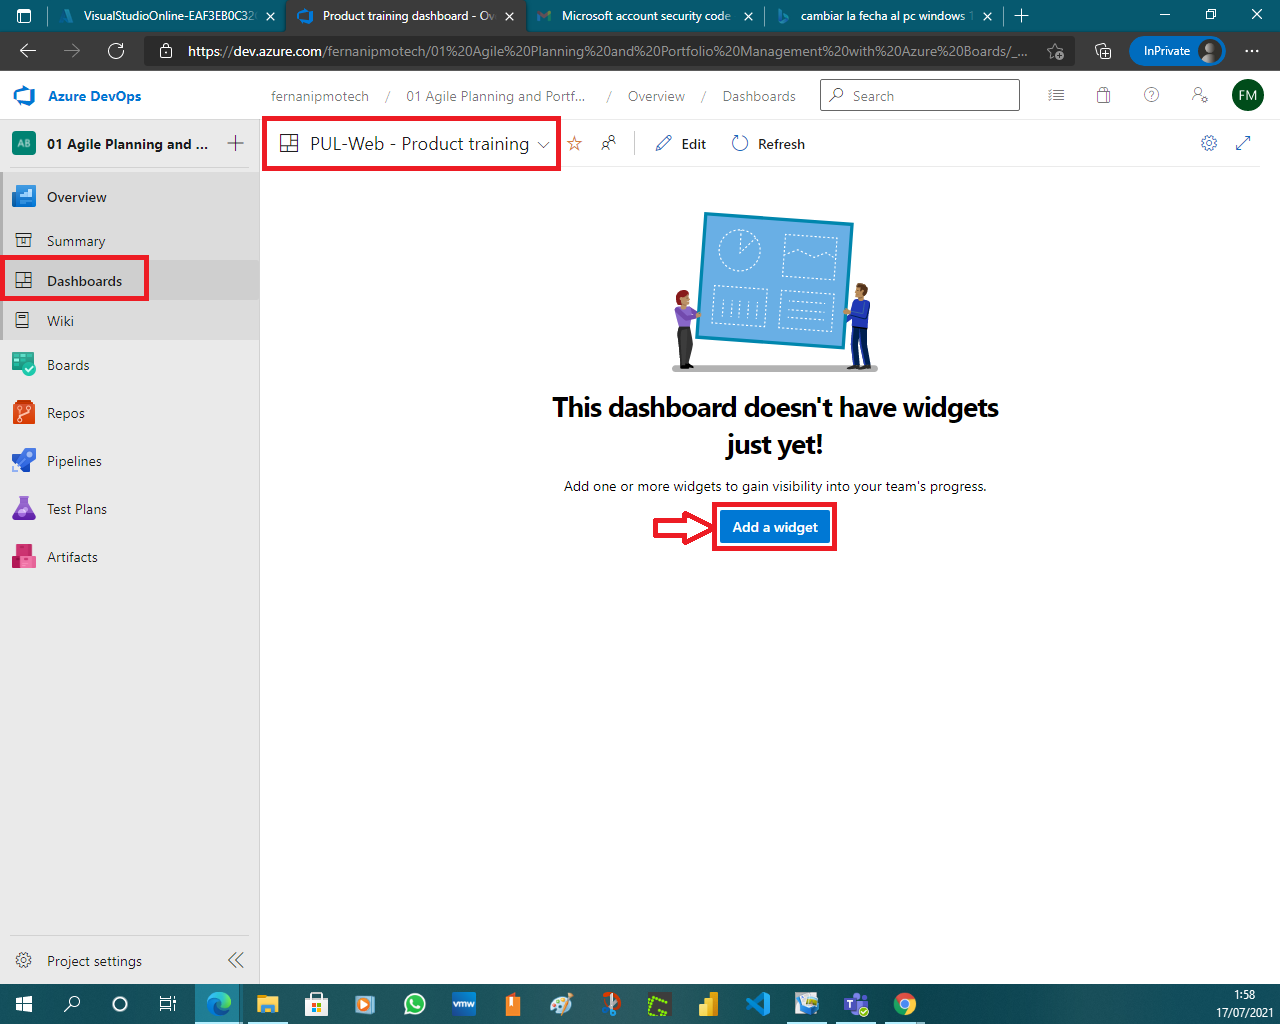 VisualStudioOnline-EAF3EB0C32
Product training dashboard - Ov
Microsoft account security code
cambiar la fecha al pc windows 1
https://dev.azure.com/fernanipmotech/01%20Agile%20Planning%20and%20Portfolio%20Management%20with%20Azure%20Boards/_...
InPrivate
Azure DevOps
fernanipmotech / 01 Agile Planning and Portf... / Overview / Dashboards
Search
FM
AB
01 Agile Planning and ...
PUL-Web - Product training
Edit
Refresh
Overview
Summary
Dashboards
Wiki
Boards
Repos
Pipelines
Test Plans
Artifacts
This dashboard doesn't have widgets
just yet!
Add one or more widgets to gain visibility into your team's progress.
Add a widget
Project settings
vmw
1:58
17/07/2021